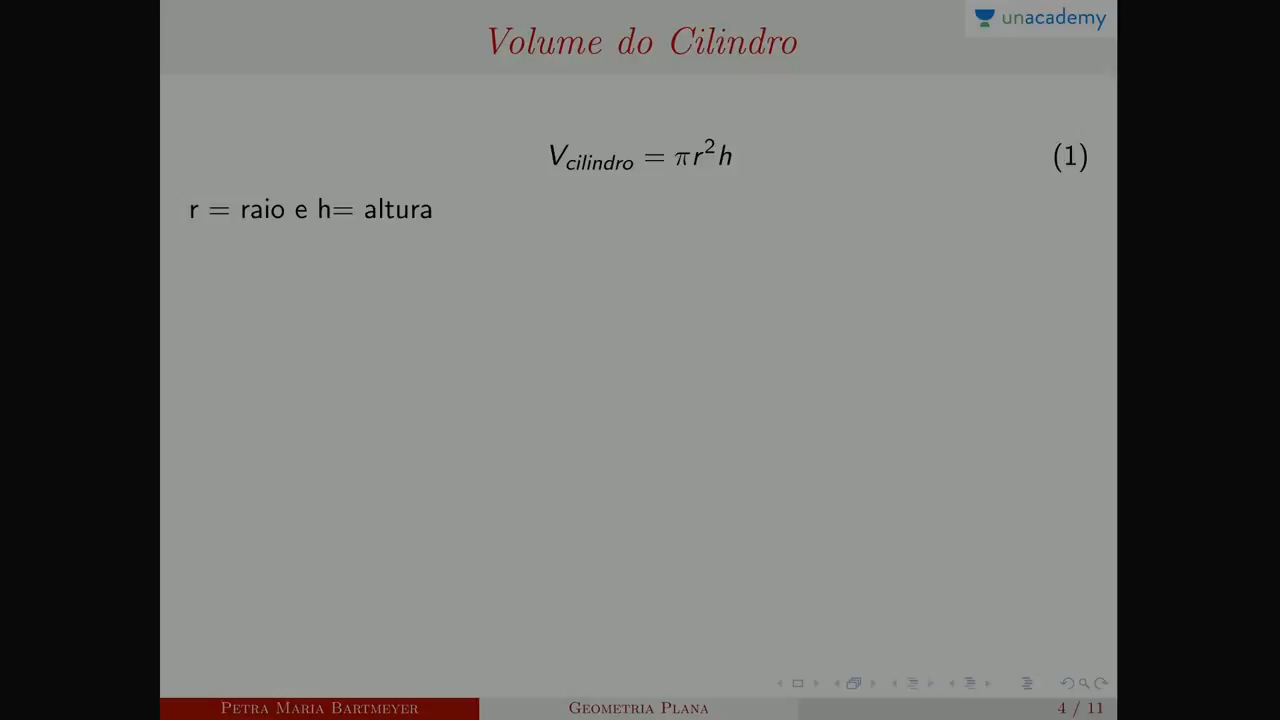 unacademy
Volume do Cilindro
V_cilindro = πr²h (1)
r = raio e h= altura
Petra Maria Bartmeyer Geometria Plana 4 / 11